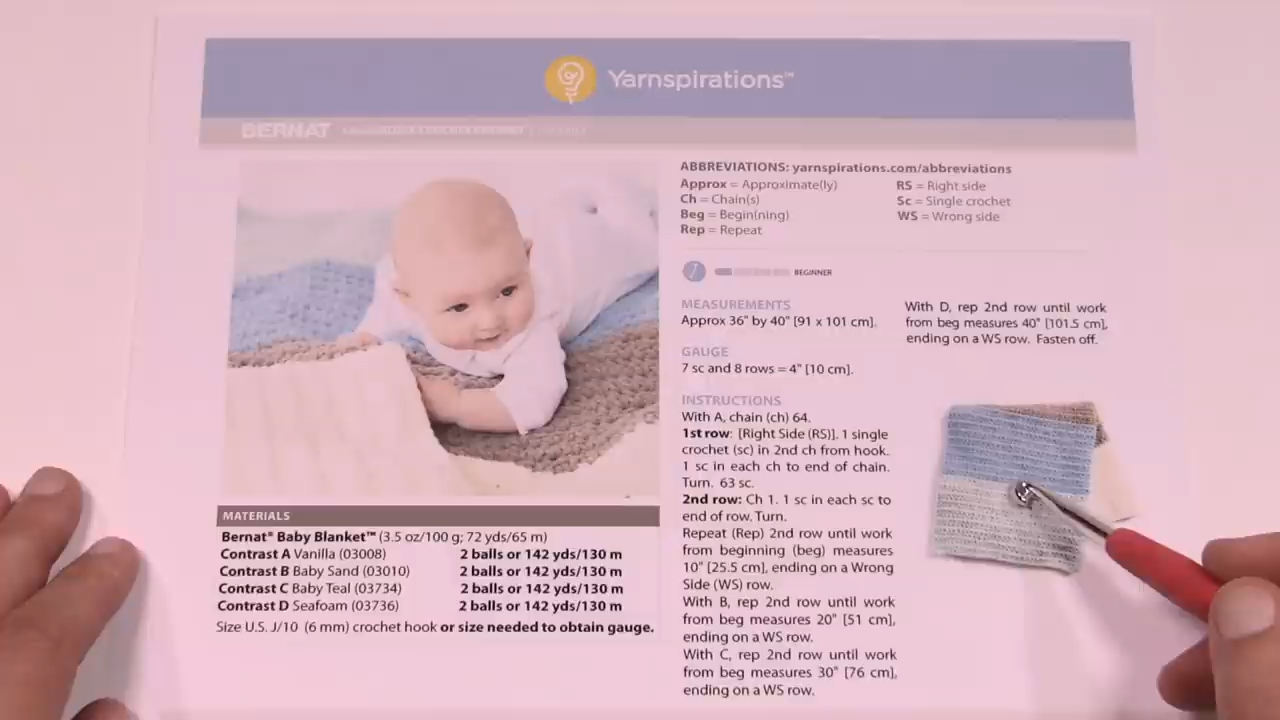 Yarnspirations™
BERNAT
ABBREVIATIONS: yarnspirations.com/abbreviations
Approx = Approximate(ly)
Ch = Chain(s)
Beg = Begin(ning)
Rep = Repeat
RS = Right side
Sc = Single crochet
WS = Wrong side
BEGINNER
MEASUREMENTS
Approx 36" by 40" [91 x 101 cm].
GAUGE
7 sc and 8 rows = 4" [10 cm].
INSTRUCTIONS
With A, chain (ch) 64.
1st row: [Right Side (RS)]. 1 single
crochet (sc) in 2nd ch from hook.
1 sc in each ch to end of chain.
Turn. 63 sc.
2nd row: Ch 1. 1 sc in each sc to
end of row. Turn.
Repeat (Rep) 2nd row until work
from beginning (beg) measures
10" [25.5 cm], ending on a Wrong
Side (WS) row.
With B, rep 2nd row until work
from beg measures 20" [51 cm],
ending on a WS row.
With C, rep 2nd row until work
from beg measures 30" [76 cm],
ending on a WS row.
With D, rep 2nd row until work
from beg measures 40" [101.5 cm],
ending on a WS row. Fasten off.
MATERIALS
Bernat® Baby Blanket™ (3.5 oz/100 g; 72 yds/65 m)
Contrast A Vanilla (03008) 2 balls or 142 yds/130 m
Contrast B Baby Sand (03010) 2 balls or 142 yds/130 m
Contrast C Baby Teal (03734) 2 balls or 142 yds/130 m
Contrast D Seafoam (03736) 2 balls or 142 yds/130 m
Size U.S. J/10 (6 mm) crochet hook or size needed to obtain gauge.